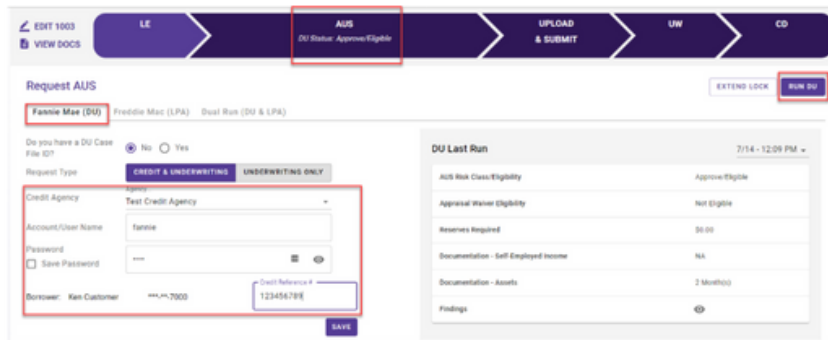 EDIT 1003
VIEW DOCS
LE
AUS
DU Status: Approve/Eligible
UPLOAD
& SUBMIT
UW
CD
Request AUS
EXTEND LOCK
RUN DU
Fannie Mae (DU)
Freddie Mac (LPA)
Dual Run (DU & LPA)
Do you have a DU Case
File ID?
No
Yes
Request Type
CREDIT & UNDERWRITING
UNDERWRITING ONLY
Credit Agency
Agency
Test Credit Agency
Account/User Name
fannie
Password
Save Password
····
Borrower: Ken Customer
***-**-7000
Credit Reference #
123456789
SAVE
DU Last Run
7/14 - 12:09 PM
AUS Risk Class/Eligibility
Approve/Eligible
Appraisal Waiver Eligibility
Not Eligible
Reserves Required
$0.00
Documentation - Self-Employed Income
NA
Documentation - Assets
2 Month(s)
Findings